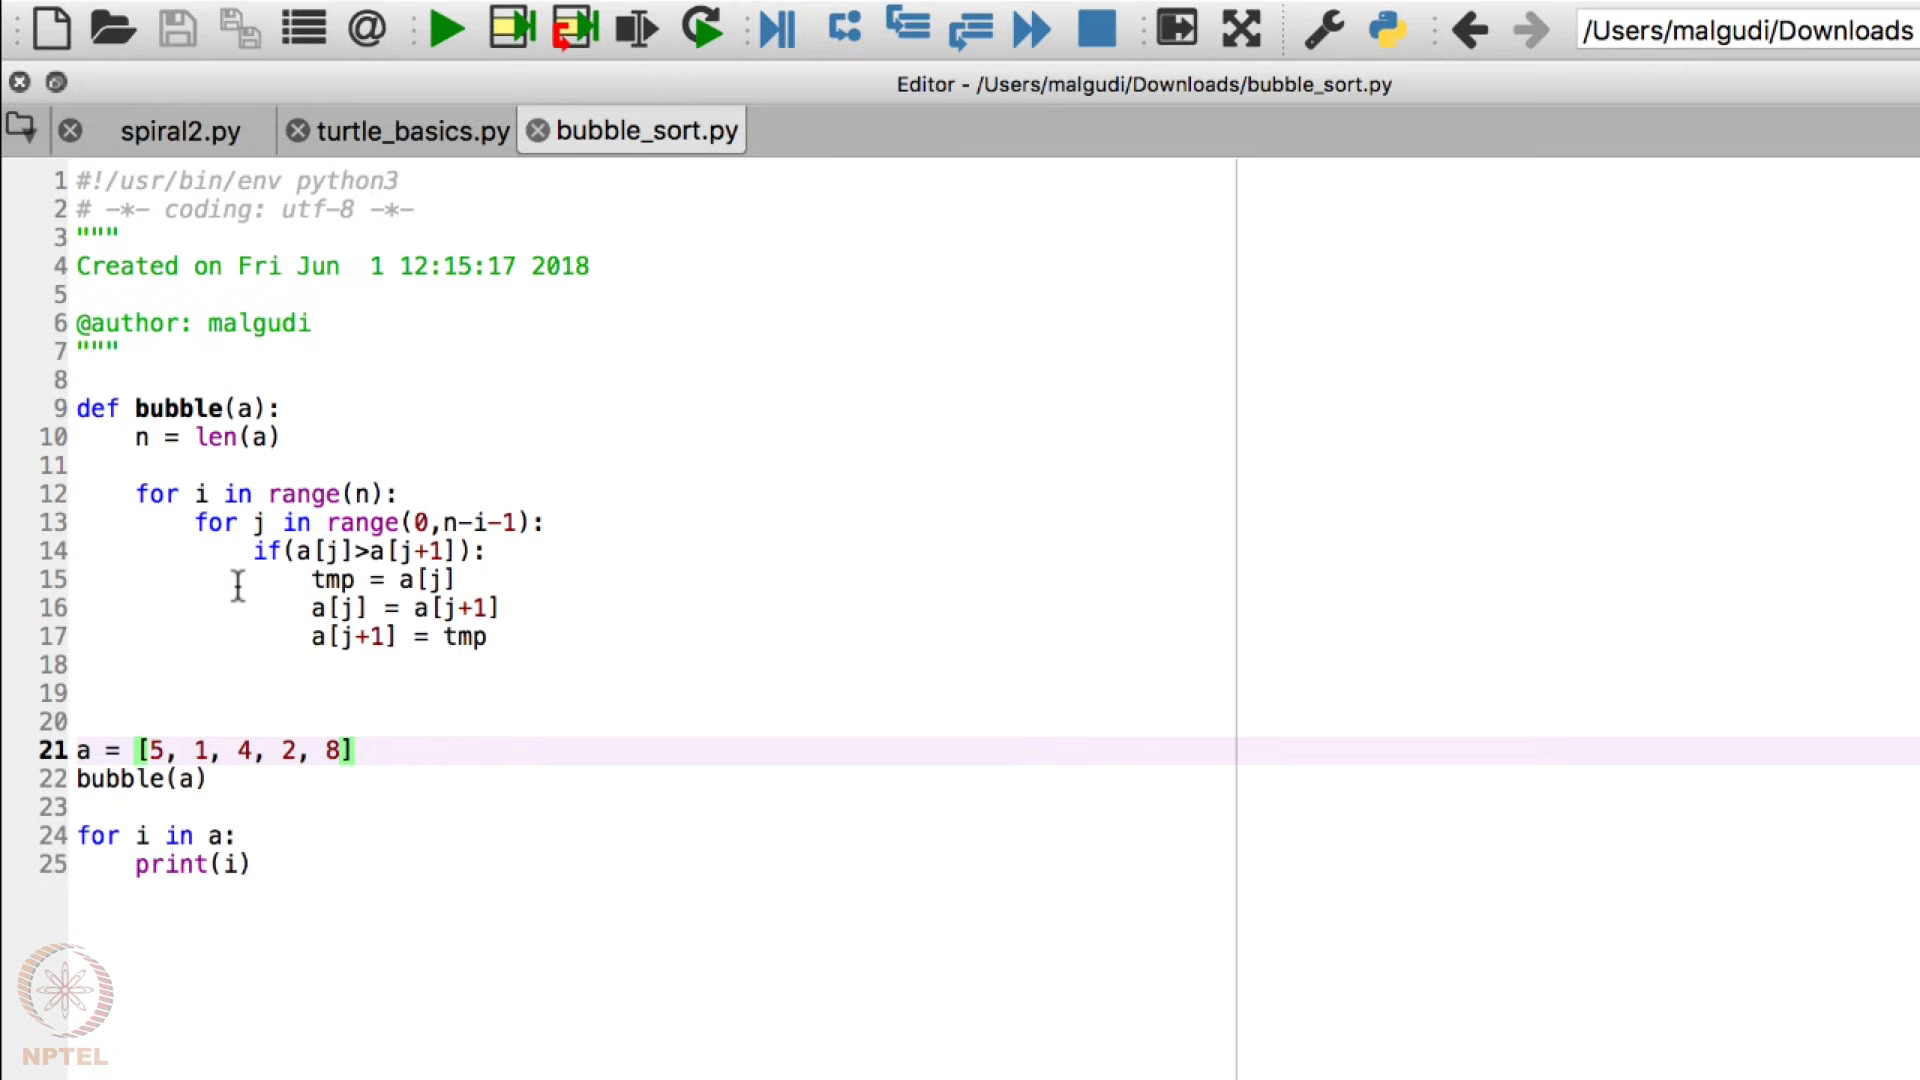 /Users/malgudi/Downloads
Editor - /Users/malgudi/Downloads/bubble_sort.py
spiral2.py turtle_basics.py bubble_sort.py
1 #!/usr/bin/env python3
2 # -*- coding: utf-8 -*-
3 """
4 Created on Fri Jun  1 12:15:17 2018
5
6 @author: malgudi
7 """
8
9 def bubble(a):
10     n = len(a)
11
12     for i in range(n):
13         for j in range(0,n-i-1):
14             if(a[j]>a[j+1]):
15                 tmp = a[j]
16                 a[j] = a[j+1]
17                 a[j+1] = tmp
18
19
20
21 a = [5, 1, 4, 2, 8]
22 bubble(a)
23
24 for i in a:
25     print(i)
NPTEL